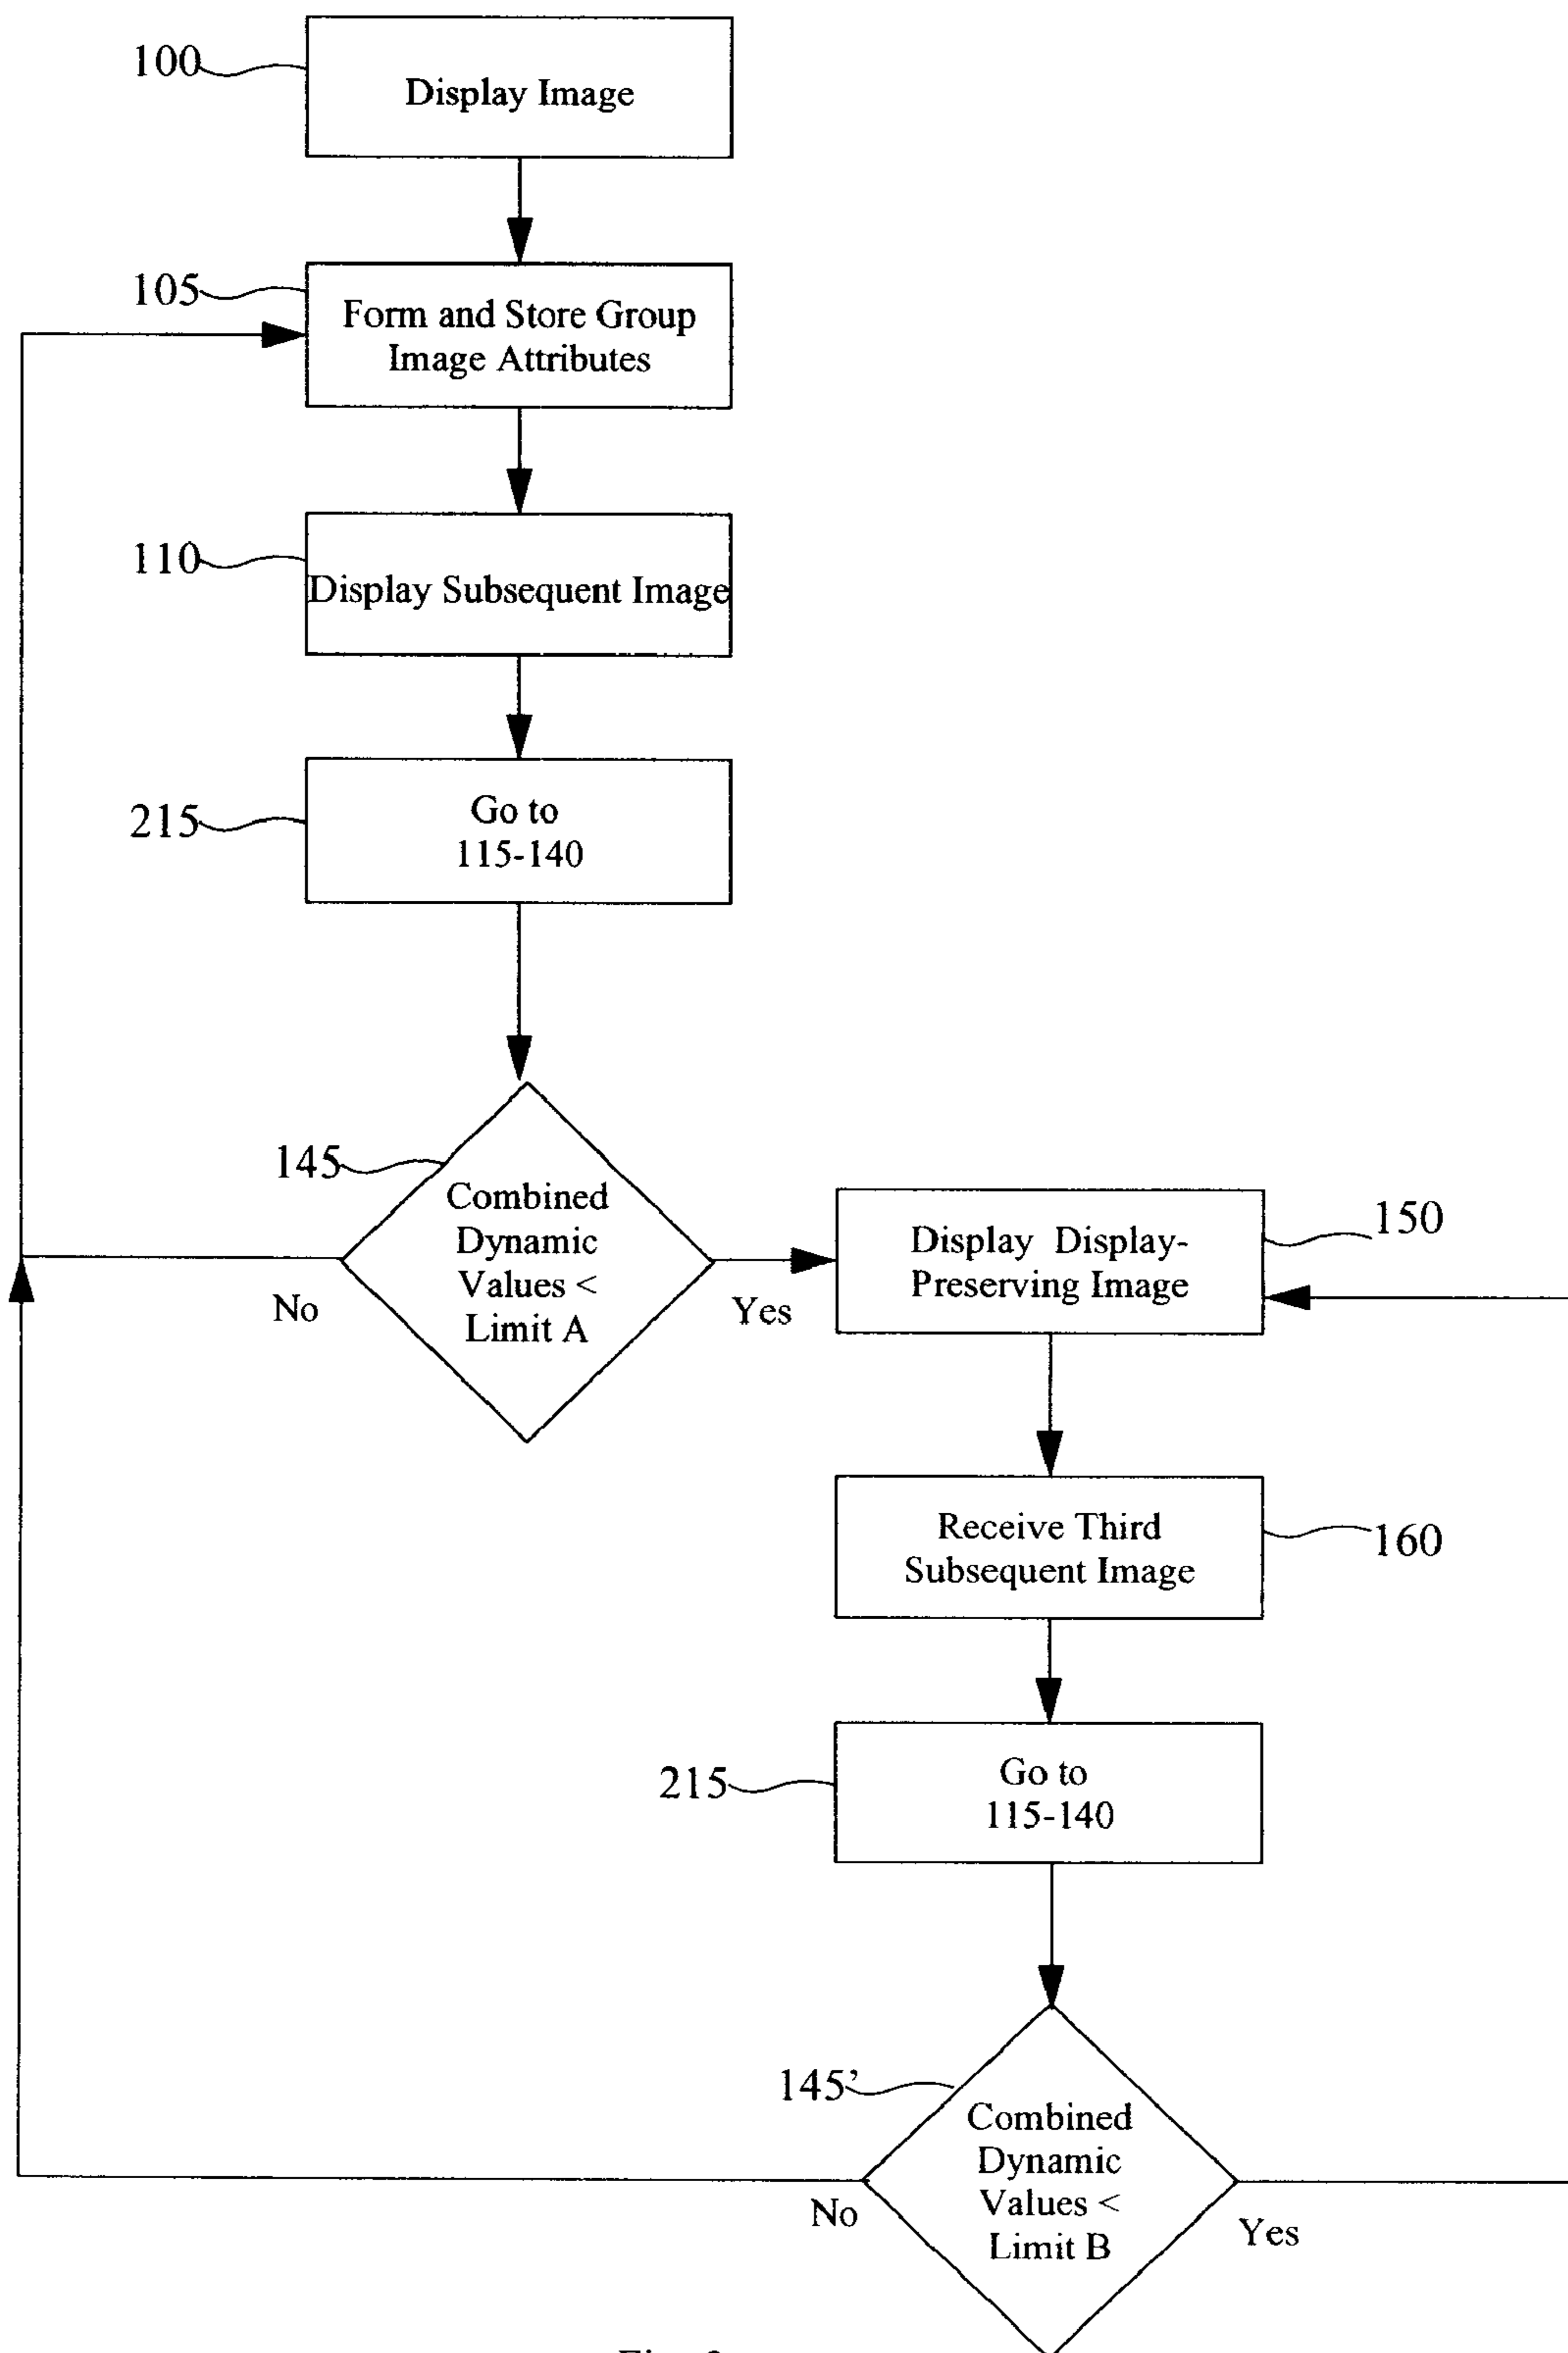 100
Display Image
105
Form and Store Group
Image Attributes
110
Display Subsequent Image
215
Go to
115-140
145
Combined
Dynamic
Values <
Limit A
No
Yes
Display Display-
Preserving Image
150
Receive Third
Subsequent Image
160
215
Go to
115-140
145’
Combined
Dynamic
Values <
Limit B
No
Yes